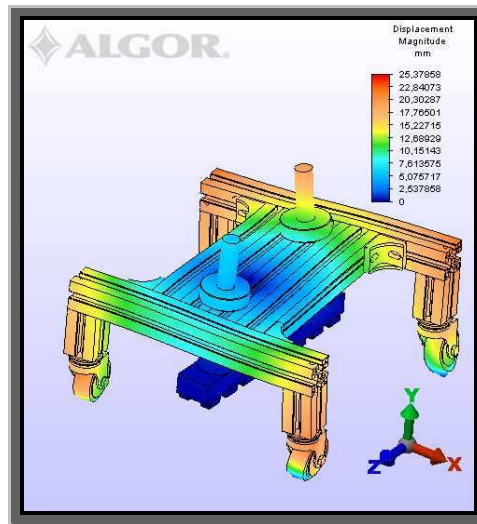 ALGOR.
Displacement
Magnitude
mm
25,37858
22,84073
20,30287
17,76501
15,22715
12,68929
10,15143
7,613575
5,075717
2,537858
0
Y
Z
X